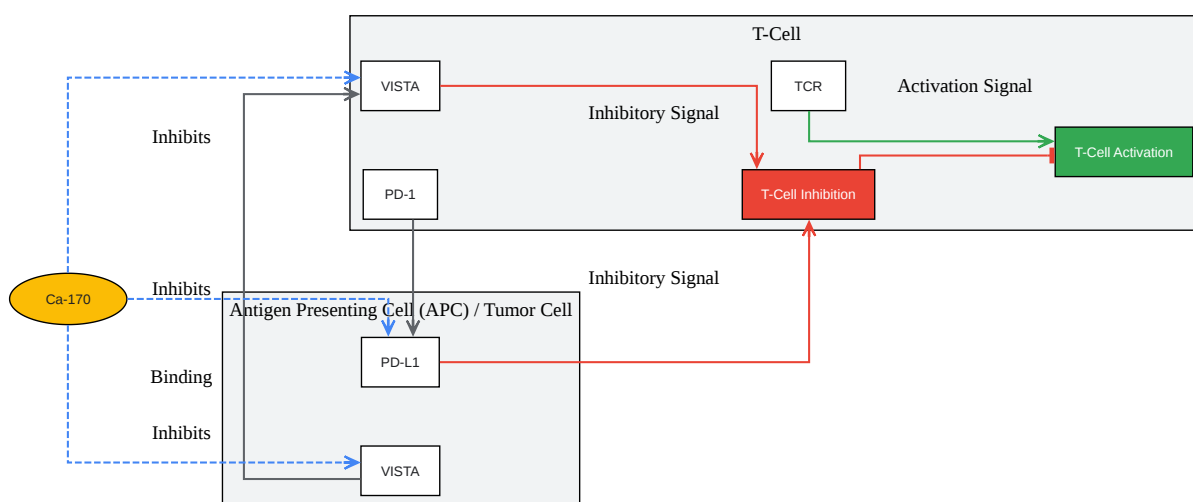 T-Cell
VISTA
TCR
Activation Signal
Inhibitory Signal
Inhibits
T-Cell Activation
PD-1
T-Cell Inhibition
Inhibitory Signal
Ca-170
Inhibits
Antigen Presenting Cell (APC) / Tumor Cell
PD-L1
Binding
Inhibits
VISTA